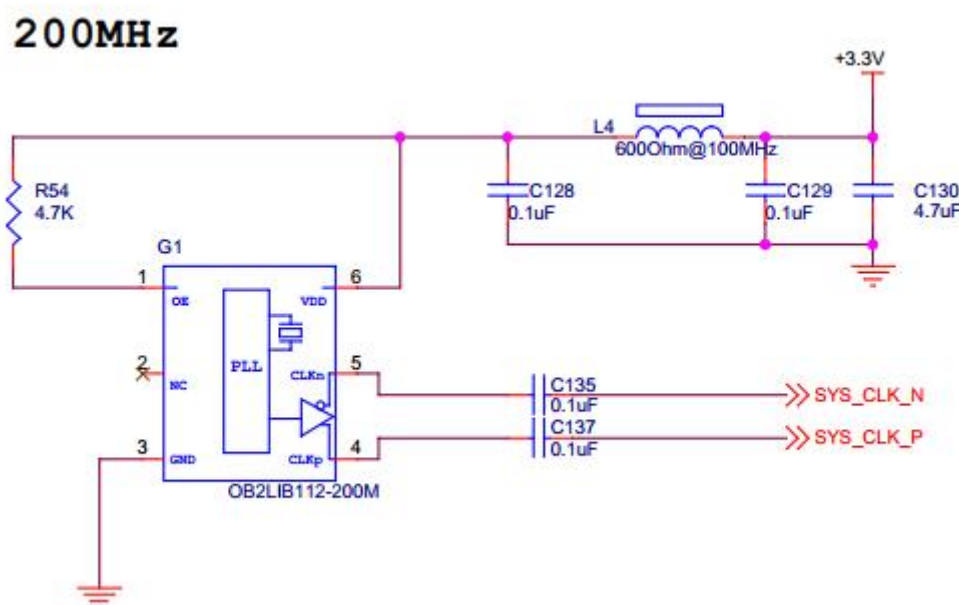 200MHz
+3.3V
L4
600Ohm@100MHz
R54
4.7K
C128
0.1uF
C129
0.1uF
C130
4.7uF
G1
1
OE
6
VDD
PLL
2
NC
5
CLKn
C135
0.1uF
SYS_CLK_N
3
GND
4
CLKp
C137
0.1uF
SYS_CLK_P
OB2LIB112-200M